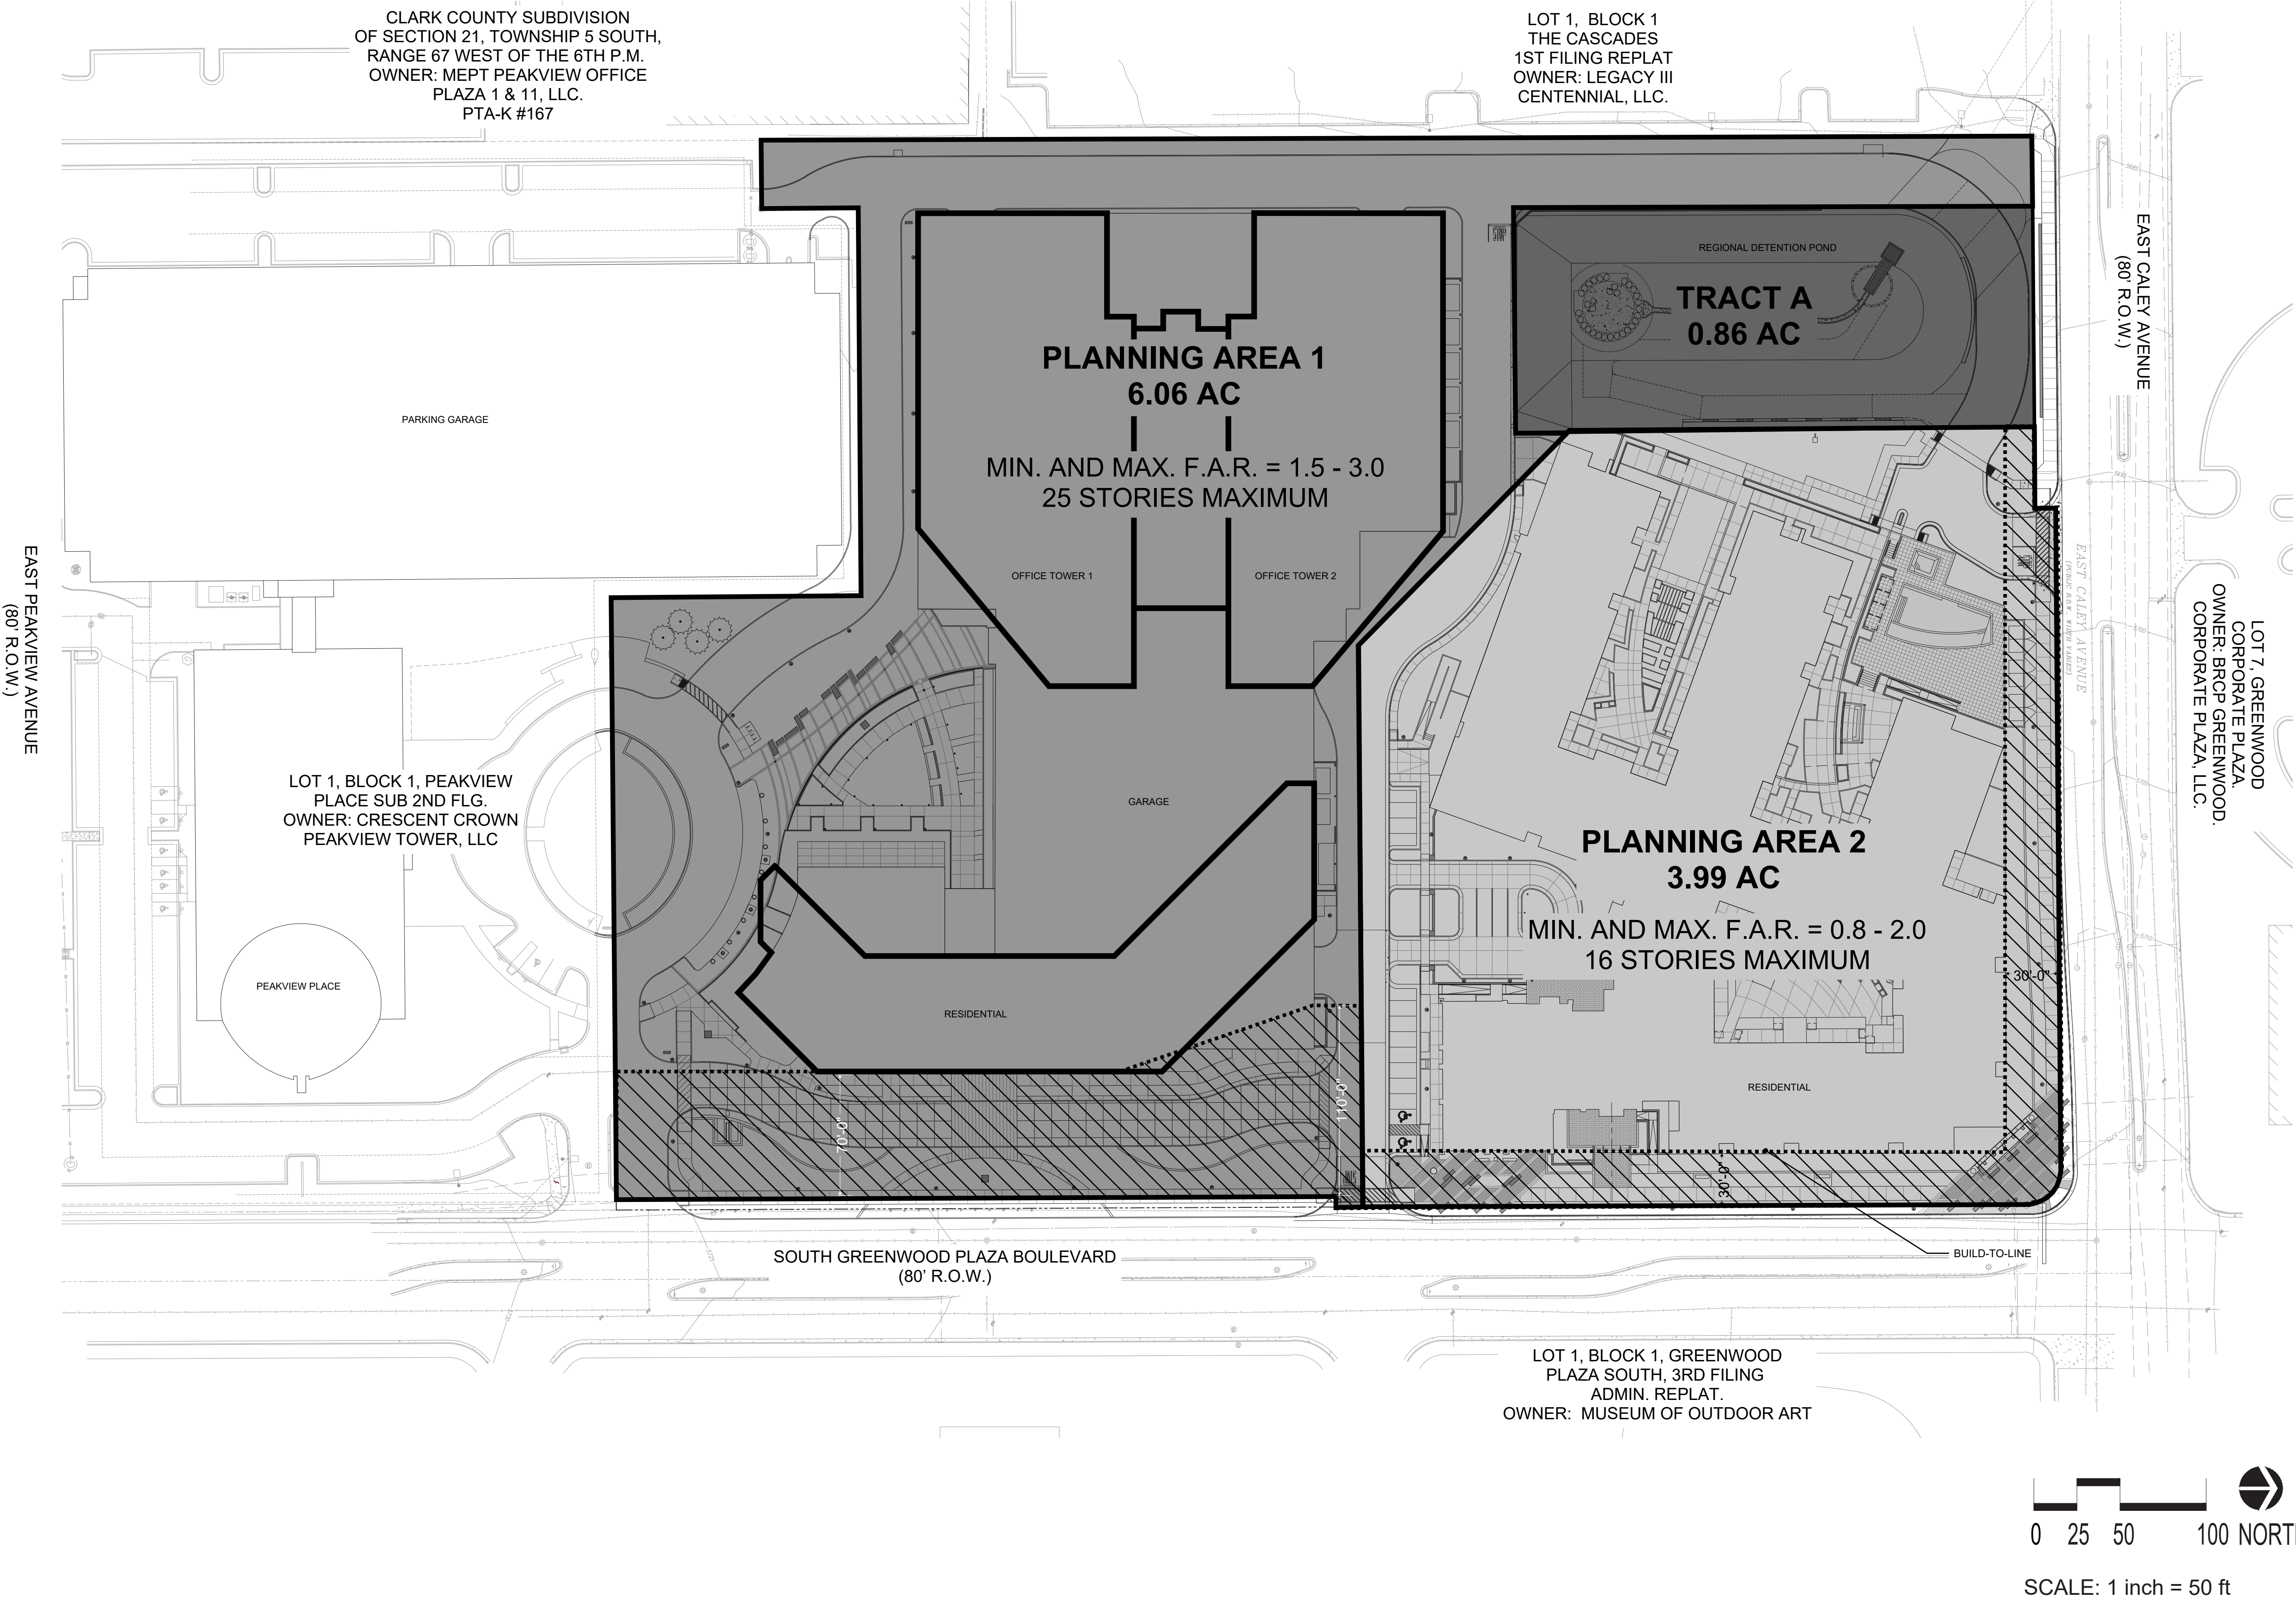 CLARK COUNTY SUBDIVISION
OF SECTION 21, TOWNSHIP 5 SOUTH,
RANGE 67 WEST OF THE 6TH P.M.
OWNER: MEPT PEAKVIEW OFFICE
PLAZA 1 & 11, LLC.
PTA-K #167
LOT 1, BLOCK 1
THE CASCADES
1ST FILING REPLAT
OWNER: LEGACY III
CENTENNIAL, LLC.
EAST CALEY AVENUE
(80' R.O.W.)
REGIONAL DETENTION POND
TRACT A
0.86 AC
PLANNING AREA 1
6.06 AC
MIN. AND MAX. F.A.R. = 1.5 - 3.0
25 STORIES MAXIMUM
PARKING GARAGE
OFFICE TOWER 1
OFFICE TOWER 2
EAST PEAKVIEW AVENUE
(80' R.O.W.)
EAST CALEY AVENUE
(PUBLIC R.O.W. WIDTH VARIES)
LOT 7, GREENWOOD
CORPORATE PLAZA.
OWNER: BRCP GREENWOOD.
CORPORATE PLAZA, LLC.
LOT 1, BLOCK 1, PEAKVIEW
PLACE SUB 2ND FLG.
OWNER: CRESCENT CROWN
PEAKVIEW TOWER, LLC
GARAGE
PLANNING AREA 2
3.99 AC
MIN. AND MAX. F.A.R. = 0.8 - 2.0
16 STORIES MAXIMUM
30'-0"
PEAKVIEW PLACE
RESIDENTIAL
RESIDENTIAL
70'-0"
110'-0"
30'-0"
BUILD-TO-LINE
SOUTH GREENWOOD PLAZA BOULEVARD
(80' R.O.W.)
LOT 1, BLOCK 1, GREENWOOD
PLAZA SOUTH, 3RD FILING
ADMIN. REPLAT.
OWNER: MUSEUM OF OUTDOOR ART
0 25 50 100 NORT
SCALE: 1 inch = 50 ft